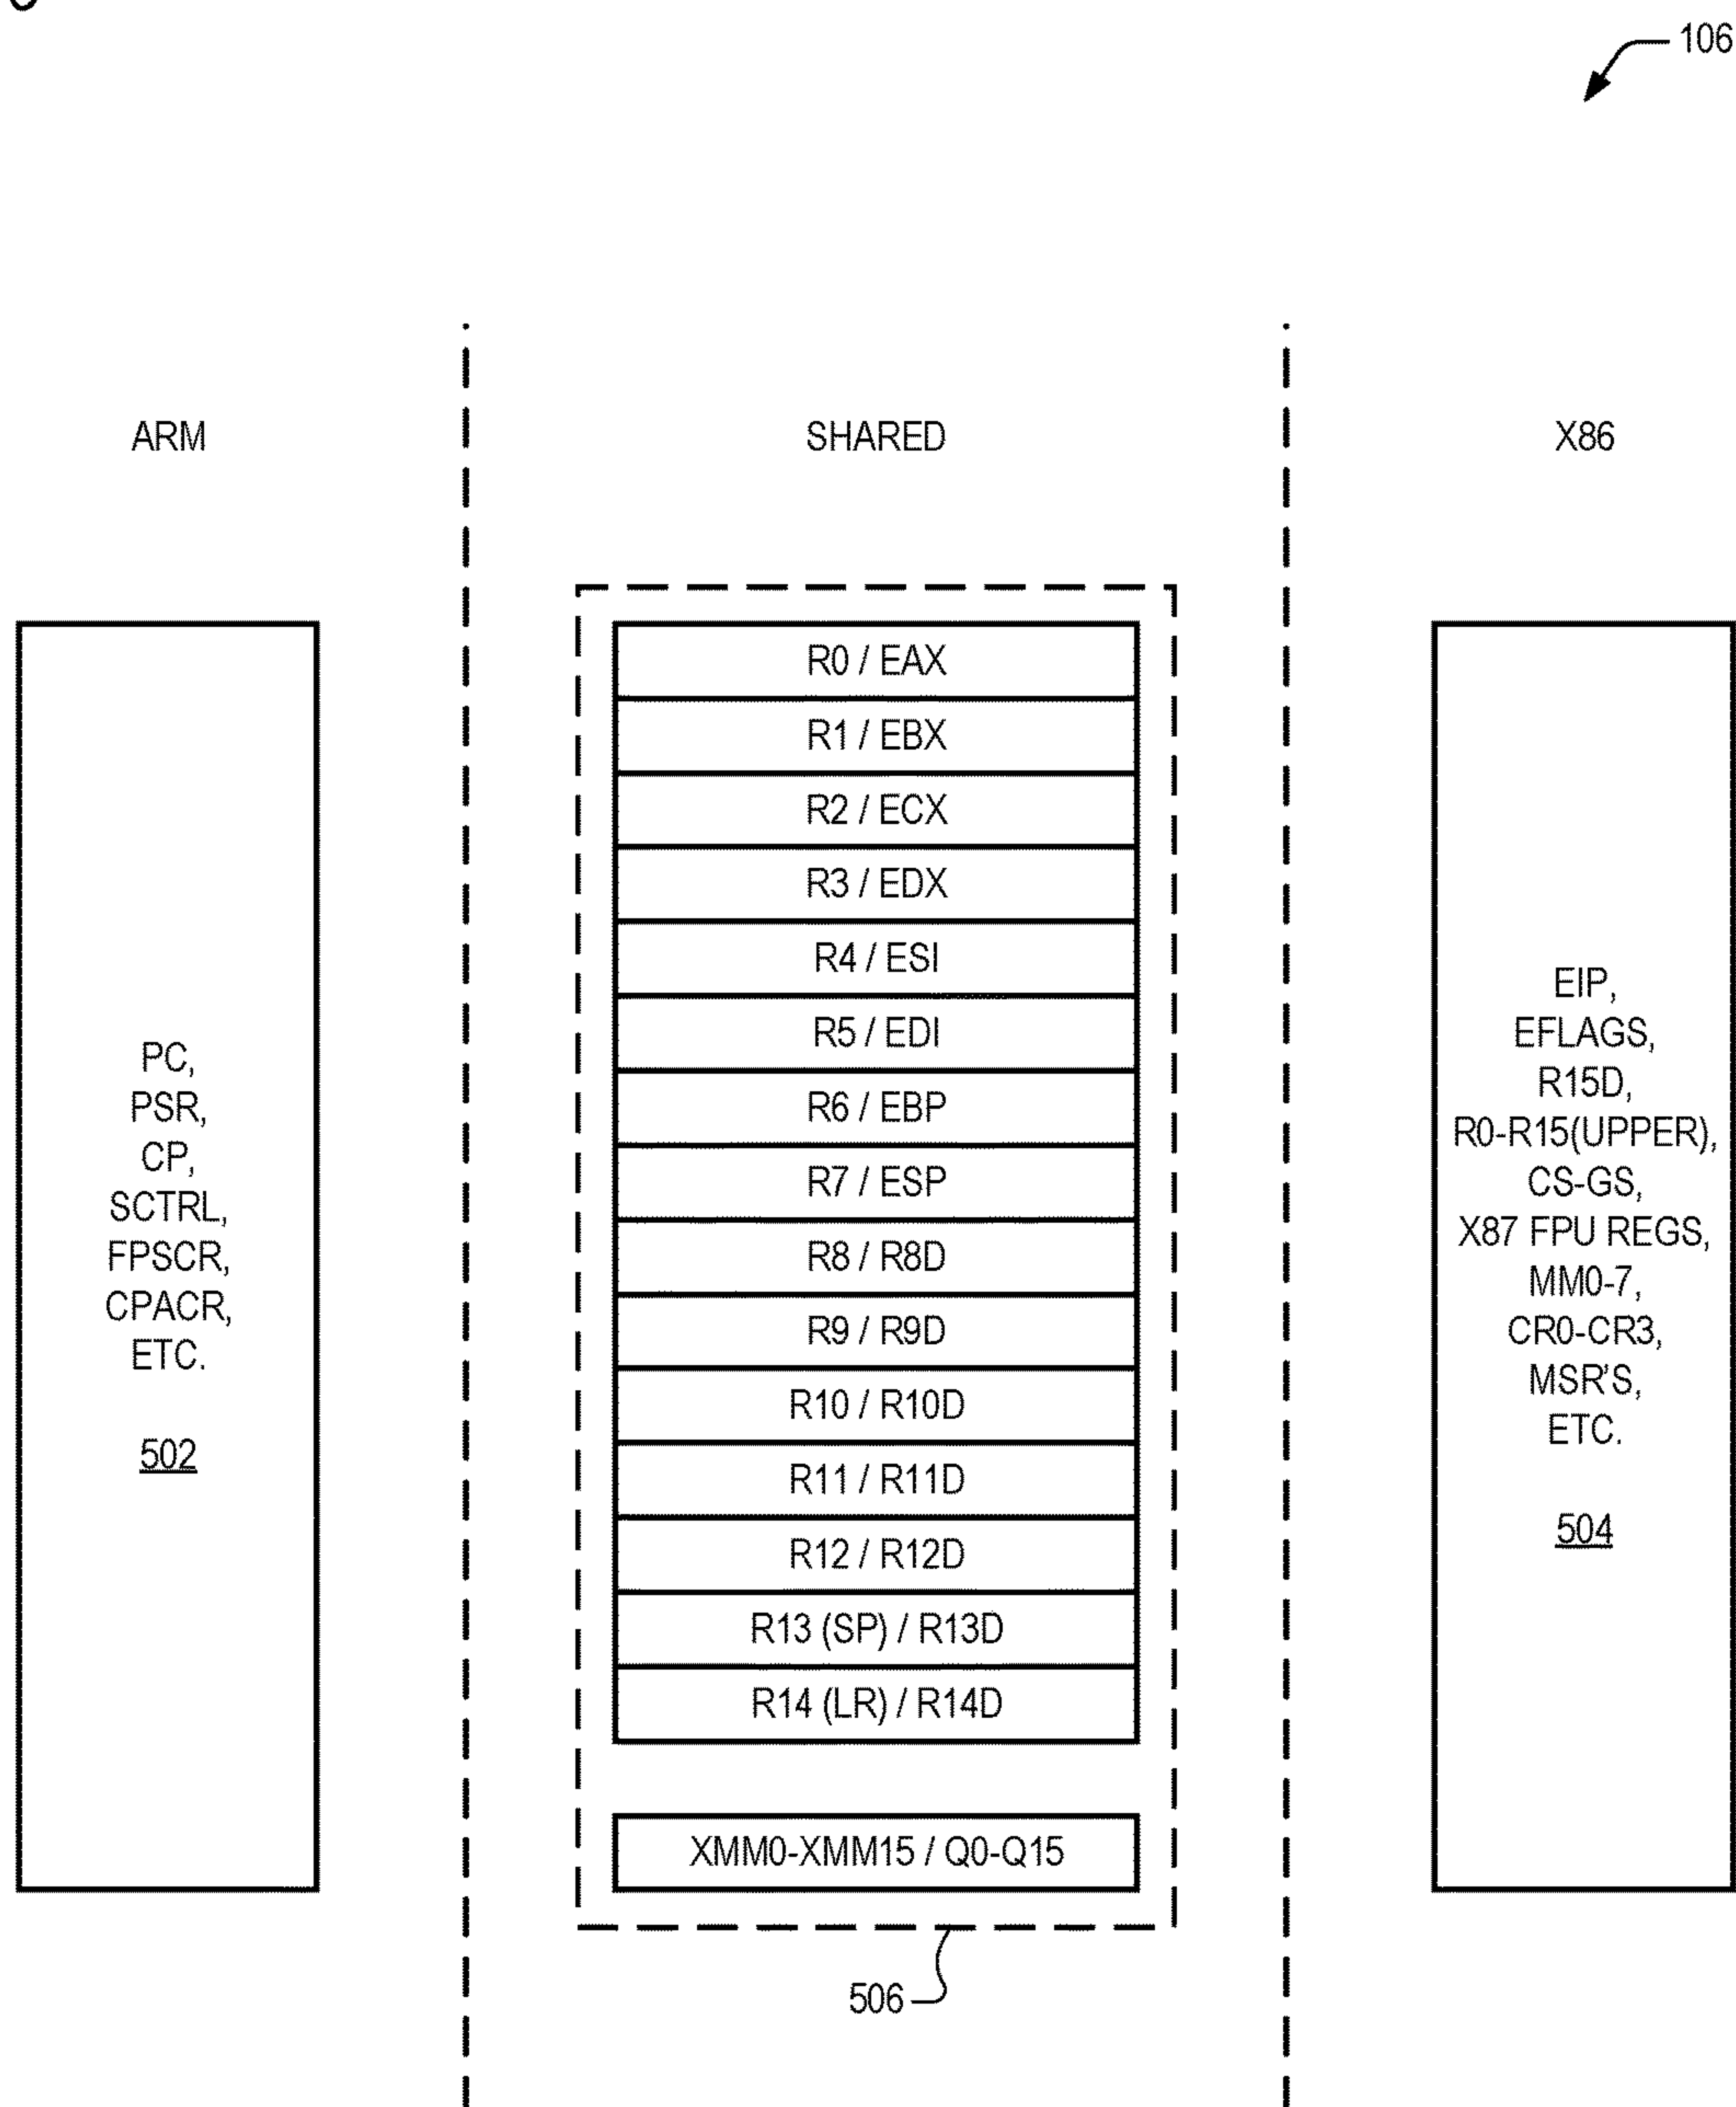 106
ARM
SHARED
X86
PC,
PSR,
CP,
SCTRL,
FPSCR,
CPACR,
ETC.
502
R0 / EAX
R1 / EBX
R2 / ECX
R3 / EDX
R4 / ESI
R5 / EDI
R6 / EBP
R7 / ESP
R8 / R8D
R9 / R9D
R10 / R10D
R11 / R11D
R12 / R12D
R13 (SP) / R13D
R14 (LR) / R14D
XMM0-XMM15 / Q0-Q15
506
EIP,
EFLAGS,
R15D,
R0-R15(UPPER),
CS-GS,
X87 FPU REGS,
MM0-7,
CR0-CR3,
MSR'S,
ETC.
504